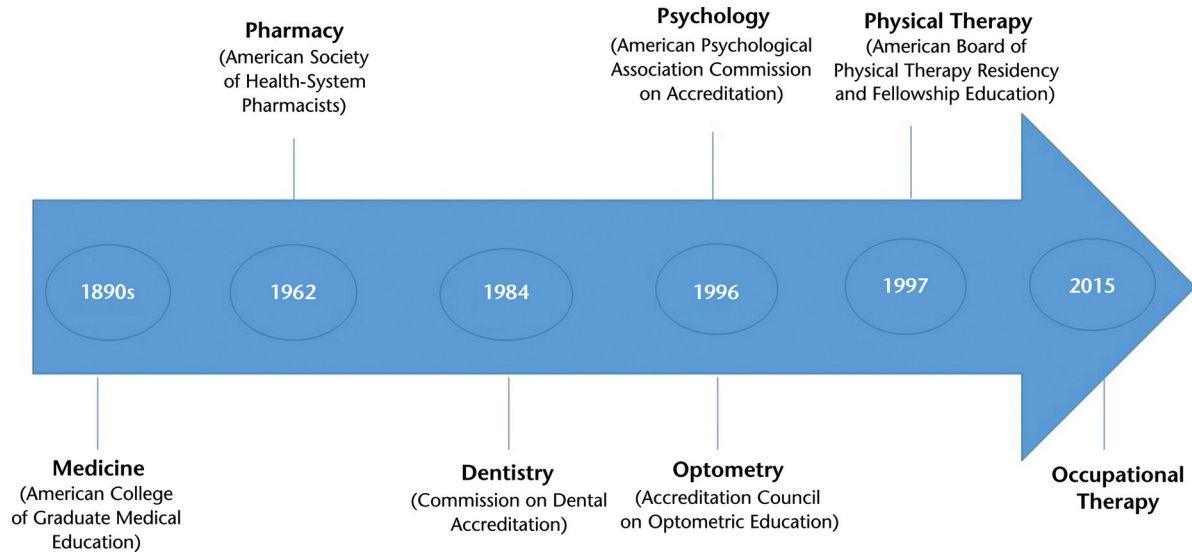 Pharmacy
(American Society
of Health-System
Pharmacists)
Psychology
(American Psychological
Association Commission
on Accreditation)
Physical Therapy
(American Board of
Physical Therapy Residency
and Fellowship Education)
1890s
1962
1984
1996
1997
2015
Medicine
(American College
of Graduate Medical
Education)
Dentistry
(Commission on Dental
Accreditation)
Optometry
(Accreditation Council
on Optometric Education)
Occupational
Therapy